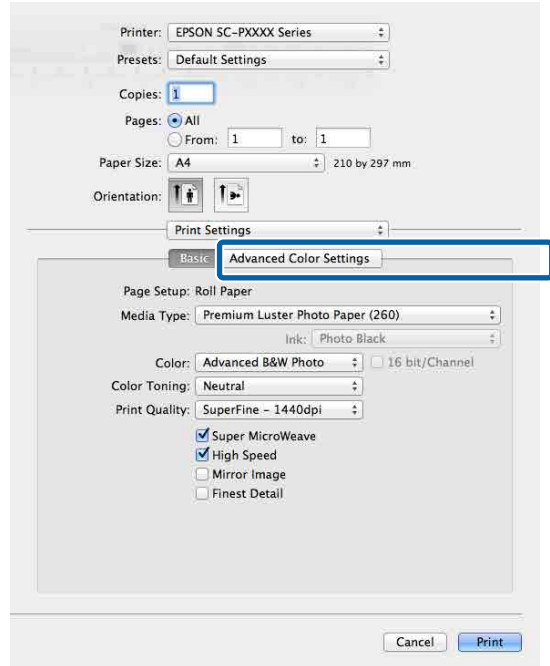 Printer: EPSON SC-PXXXX Series
Presets: Default Settings
Copies: 1
Pages: All
From: 1 to: 1
Paper Size: A4 210 by 297 mm
Orientation:
Print Settings
Basic Advanced Color Settings
Page Setup: Roll Paper
Media Type: Premium Luster Photo Paper (260)
Ink: Photo Black
Color: Advanced B&W Photo 16 bit/Channel
Color Toning: Neutral
Print Quality: SuperFine - 1440dpi
Super MicroWeave
High Speed
Mirror Image
Finest Detail
Cancel Print